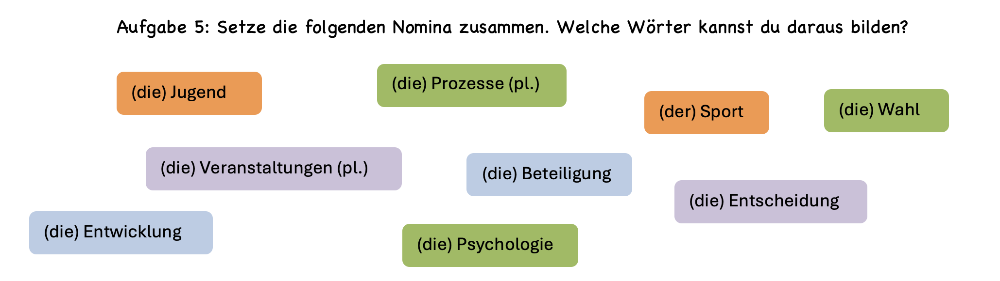 Aufgabe 5: Setze die folgenden Nomina zusammen. Welche Wörter kannst du daraus bilden?
(die) Jugend
(die) Prozesse (pl.)
(der) Sport
(die) Wahl
(die) Veranstaltungen (pl.)
(die) Beteiligung
(die) Entscheidung
(die) Entwicklung
(die) Psychologie